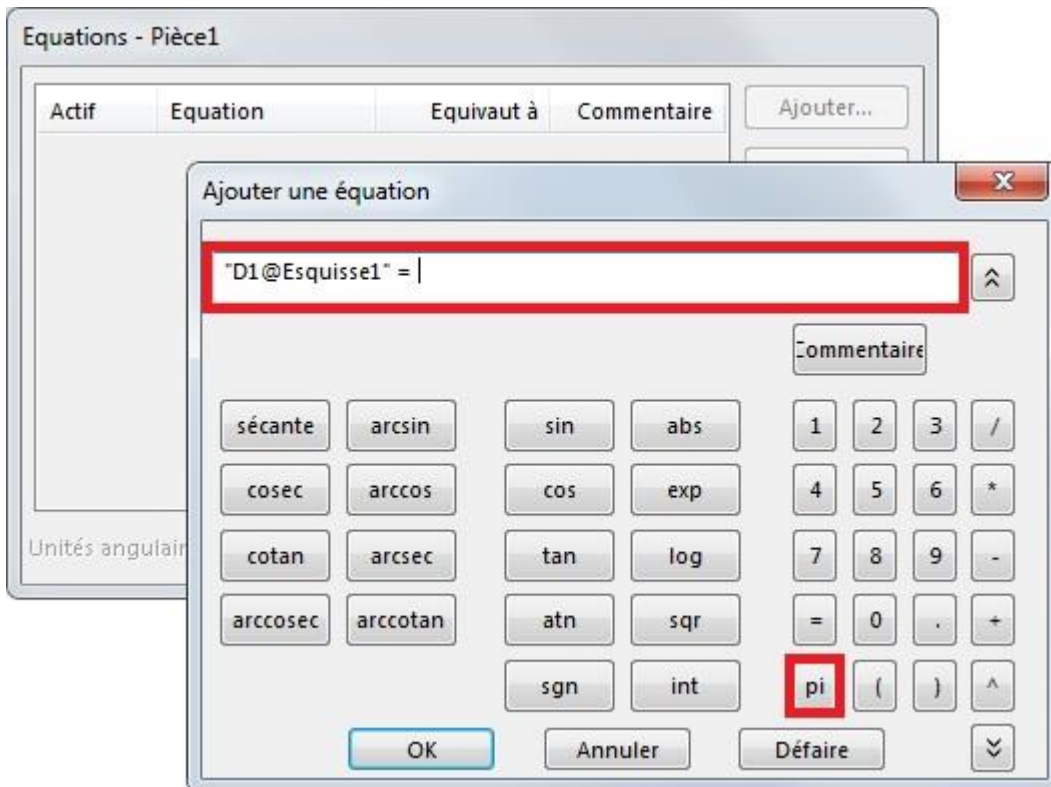 Equations - Pièce1
Actif Equation Equivaut à Commentaire Ajouter...
Ajouter une équation
"D1@Esquisse1" =
Commentaire
sécante arcsin sin abs 1 2 3 /
cosec arccos cos exp 4 5 6 *
Unités angulair
cotan arcsec tan log 7 8 9 -
arccosec arccotan atn sqr = 0 . +
sgn int pi ( ) ^
OK Annuler Défaire